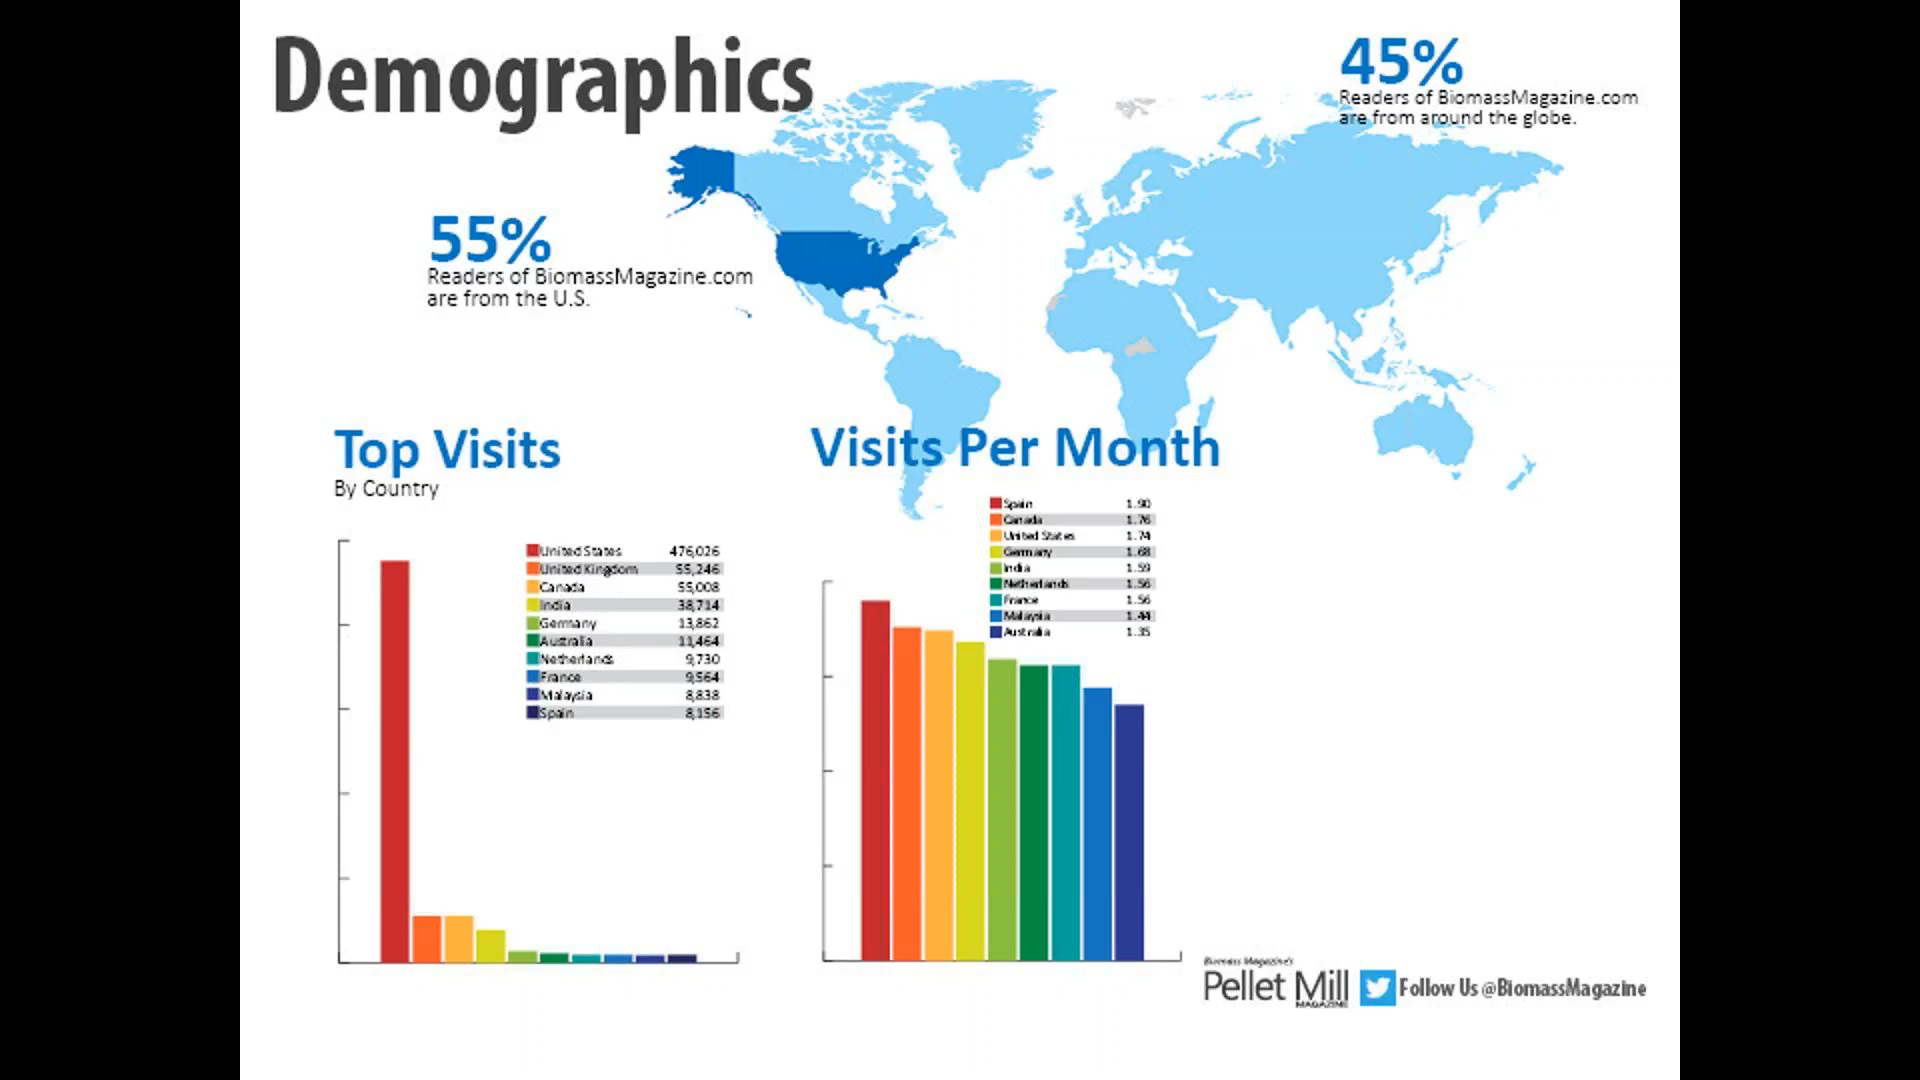 Demographics
45%
Readers of BiomassMagazine.com
are from around the globe.
55%
Readers of BiomassMagazine.com
are from the U.S.
Top Visits
By Country
United States 476,026
United Kingdom 55,246
Canada 55,008
India 38,714
Germany 13,862
Australia 11,464
Netherlands 9,730
France 9,564
Malaysia 8,838
Spain 8,156
Visits Per Month
Spain 1.90
Canada 1.76
United States 1.74
Germany 1.68
India 1.59
Netherlands 1.56
France 1.56
Malaysia 1.44
Australia 1.35
Biomass Magazine's
Pellet Mill
MAGAZINE
Follow Us @BiomassMagazine